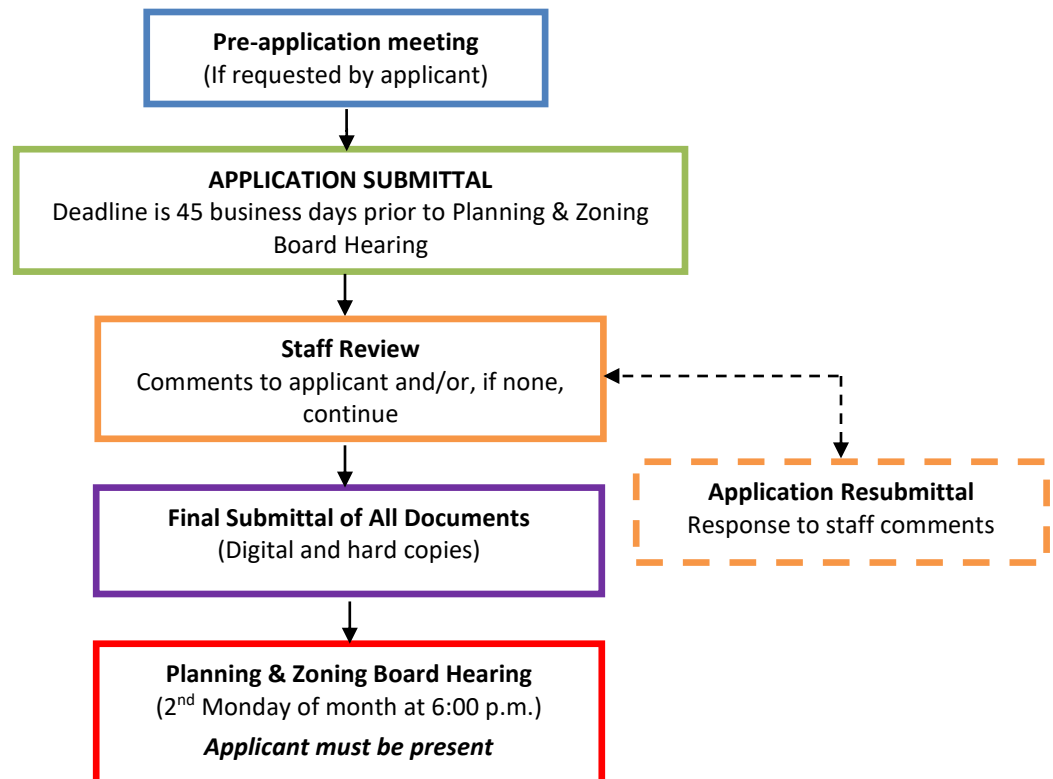 Pre-application meeting
(If requested by applicant)
APPLICATION SUBMITTAL
Deadline is 45 business days prior to Planning & Zoning
Board Hearing
Staff Review
Comments to applicant and/or, if none,
continue
Application Resubmittal
Response to staff comments
Final Submittal of All Documents
(Digital and hard copies)
Planning & Zoning Board Hearing
(2nd Monday of month at 6:00 p.m.)
Applicant must be present